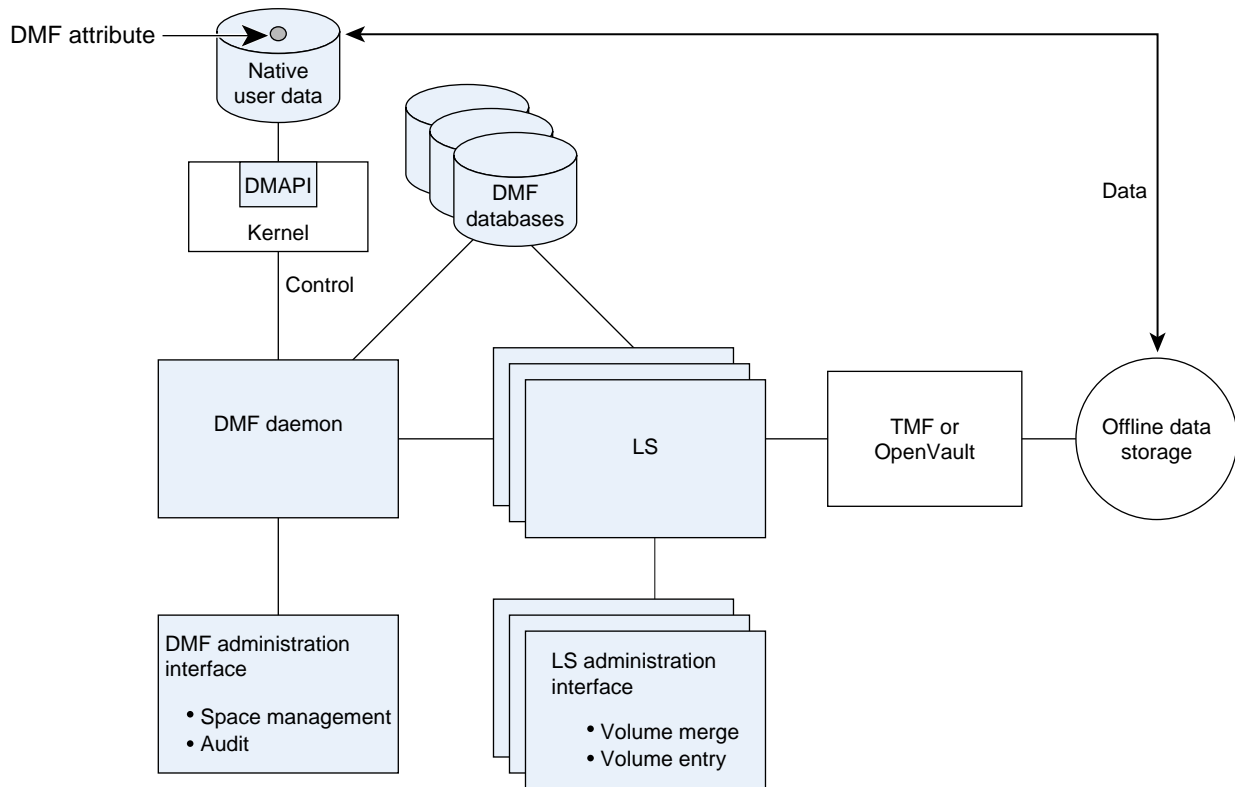 DMF attribute
Native
user data
DMAPI
Kernel
DMF
databases
Data
Control
DMF daemon
LS
TMF or
OpenVault
Offline data
storage
DMF administration
interface
• Space management
• Audit
LS administration
interface
• Volume merge
• Volume entry